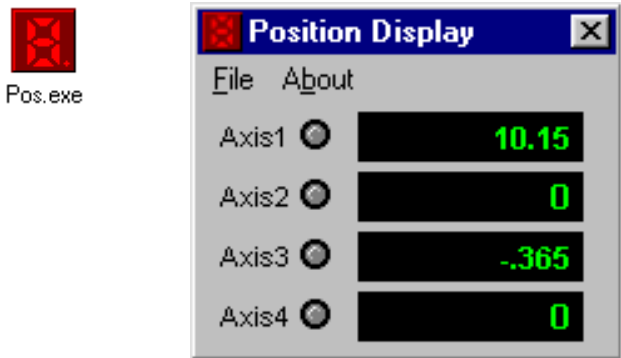 Pos.exe
Position Display
File About
Axis1 10.15
Axis2 0
Axis3 -.365
Axis4 0